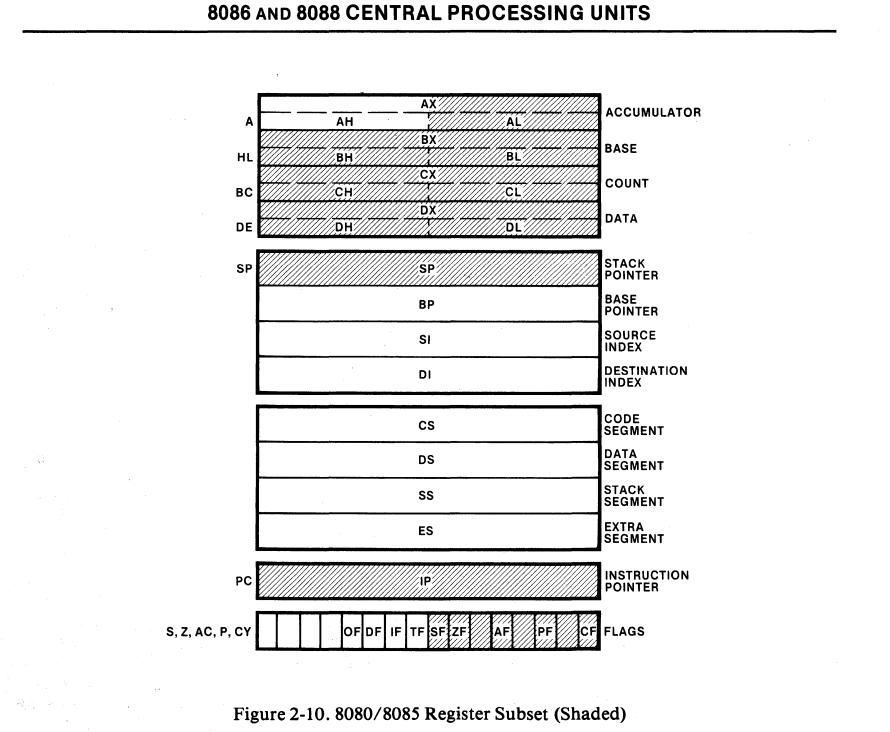 8086 AND 8088 CENTRAL PROCESSING UNITS
AX
A AH AL ACCUMULATOR
BX
HL BH BL BASE
CX
BC CH CL COUNT
DX
DE DH DL DATA
SP SP STACK
POINTER
BP BASE
POINTER
SI SOURCE
INDEX
DI DESTINATION
INDEX
CS CODE
SEGMENT
DS DATA
SEGMENT
SS STACK
SEGMENT
ES EXTRA
SEGMENT
PC IP INSTRUCTION
POINTER
S, Z, AC, P, CY OF DF IF TF SF ZF AF PF CF FLAGS
Figure 2-10. 8080/8085 Register Subset (Shaded)